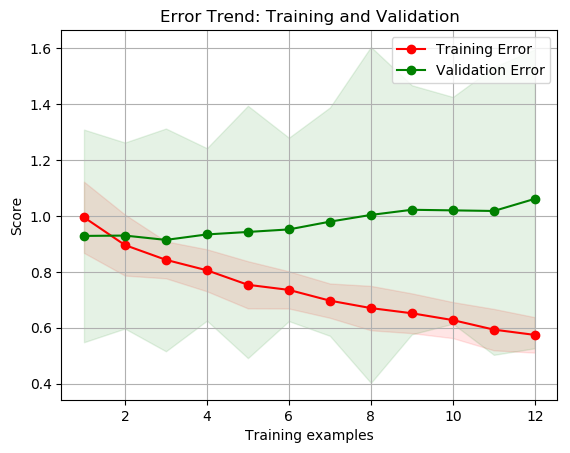 Error Trend: Training and Validation
Training Error
Validation Error
Score
1.6
1.4
1.2
1.0
0.8
0.6
0.4
2 4 6 8 10 12
Training examples